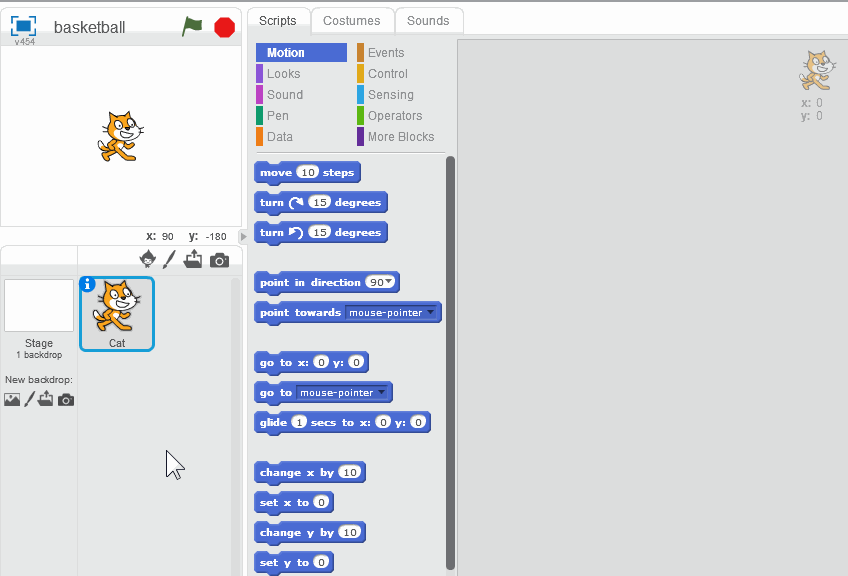 basketball
v454
Scripts
Costumes
Sounds
Motion
Events
Looks
Control
Sound
Sensing
Pen
Operators
Data
More Blocks
x: 0
y: 0
move 10 steps
turn 15 degrees
turn 15 degrees
point in direction 90
point towards mouse-pointer
go to x: 0 y: 0
go to mouse-pointer
glide 1 secs to x: 0 y: 0
change x by 10
set x to 0
change y by 10
set y to 0
x: 90 y: -180
i
Cat
Stage
1 backdrop
New backdrop: